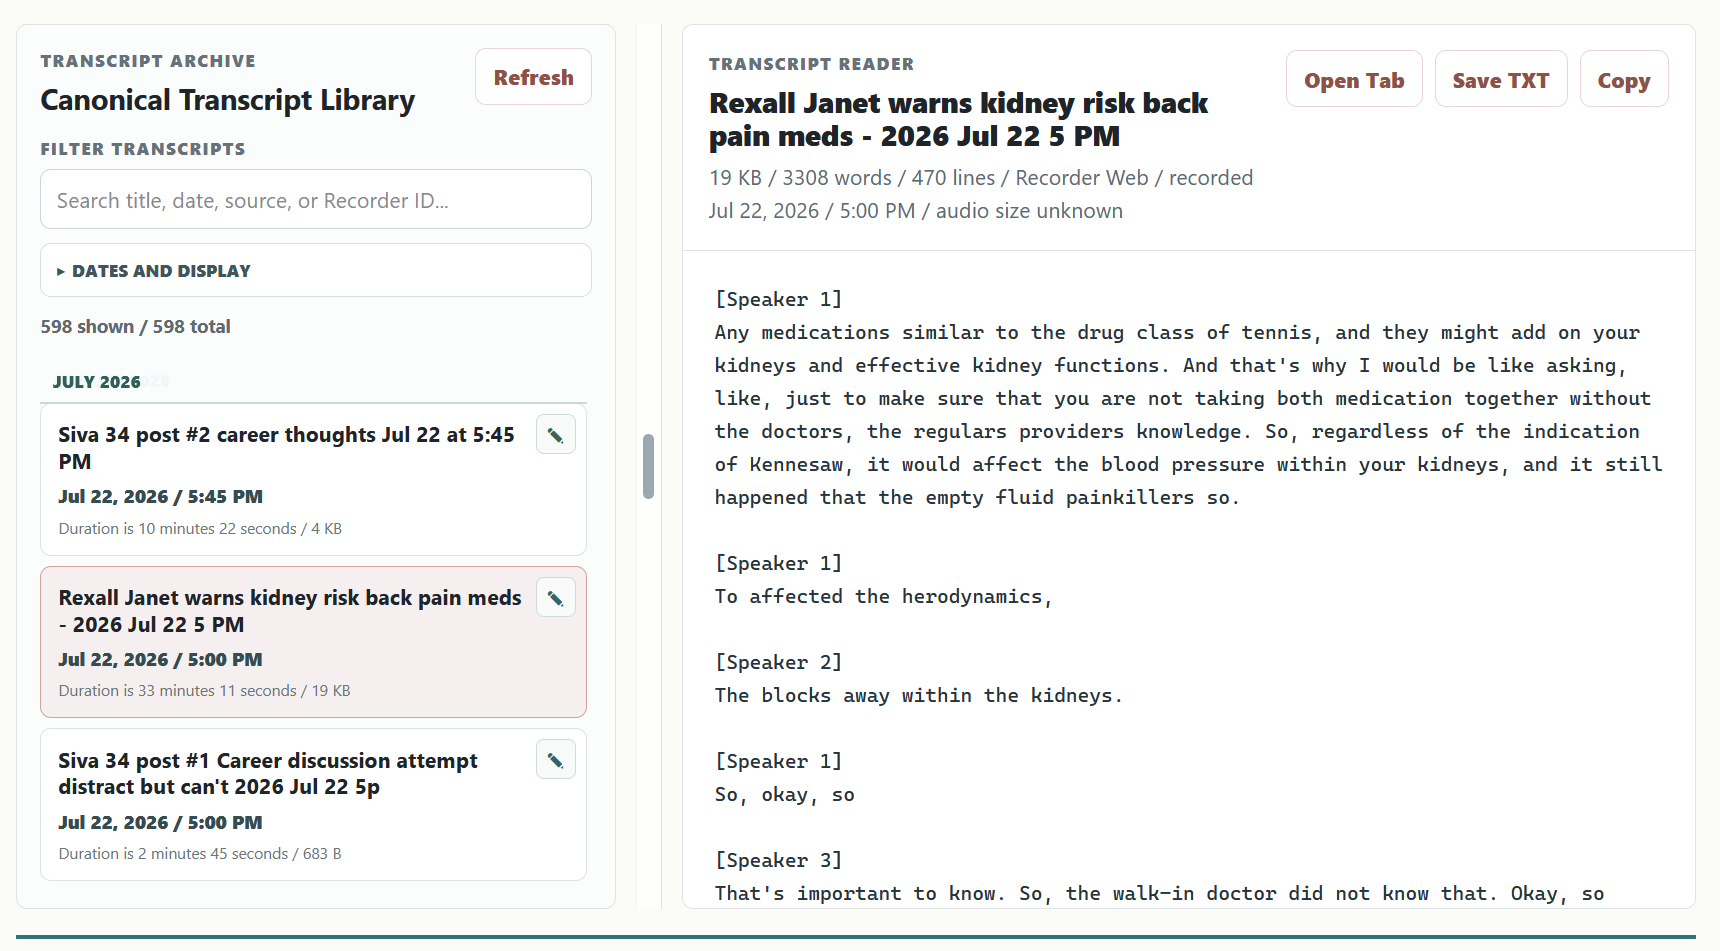 TRANSCRIPT ARCHIVE
Canonical Transcript Library
Refresh
FILTER TRANSCRIPTS
Search title, date, source, or Recorder ID...
▸ DATES AND DISPLAY
598 shown / 598 total
JULY 2026
Siva 34 post #2 career thoughts Jul 22 at 5:45
PM
Jul 22, 2026 / 5:45 PM
Duration is 10 minutes 22 seconds / 4 KB
Rexall Janet warns kidney risk back pain meds
- 2026 Jul 22 5 PM
Jul 22, 2026 / 5:00 PM
Duration is 33 minutes 11 seconds / 19 KB
Siva 34 post #1 Career discussion attempt
distract but can't 2026 Jul 22 5p
Jul 22, 2026 / 5:00 PM
Duration is 2 minutes 45 seconds / 683 B
TRANSCRIPT READER
Rexall Janet warns kidney risk back
pain meds - 2026 Jul 22 5 PM
Open Tab
Save TXT
Copy
19 KB / 3308 words / 470 lines / Recorder Web / recorded
Jul 22, 2026 / 5:00 PM / audio size unknown
[Speaker 1]
Any medications similar to the drug class of tennis, and they might add on your
kidneys and effective kidney functions. And that's why I would be like asking,
like, just to make sure that you are not taking both medication together without
the doctors, the regulars providers knowledge. So, regardless of the indication
of Kennesaw, it would affect the blood pressure within your kidneys, and it still
happened that the empty fluid painkillers so.
[Speaker 1]
To affected the herodynamics,
[Speaker 2]
The blocks away within the kidneys.
[Speaker 1]
So, okay, so
[Speaker 3]
That's important to know. So, the walk-in doctor did not know that. Okay, so